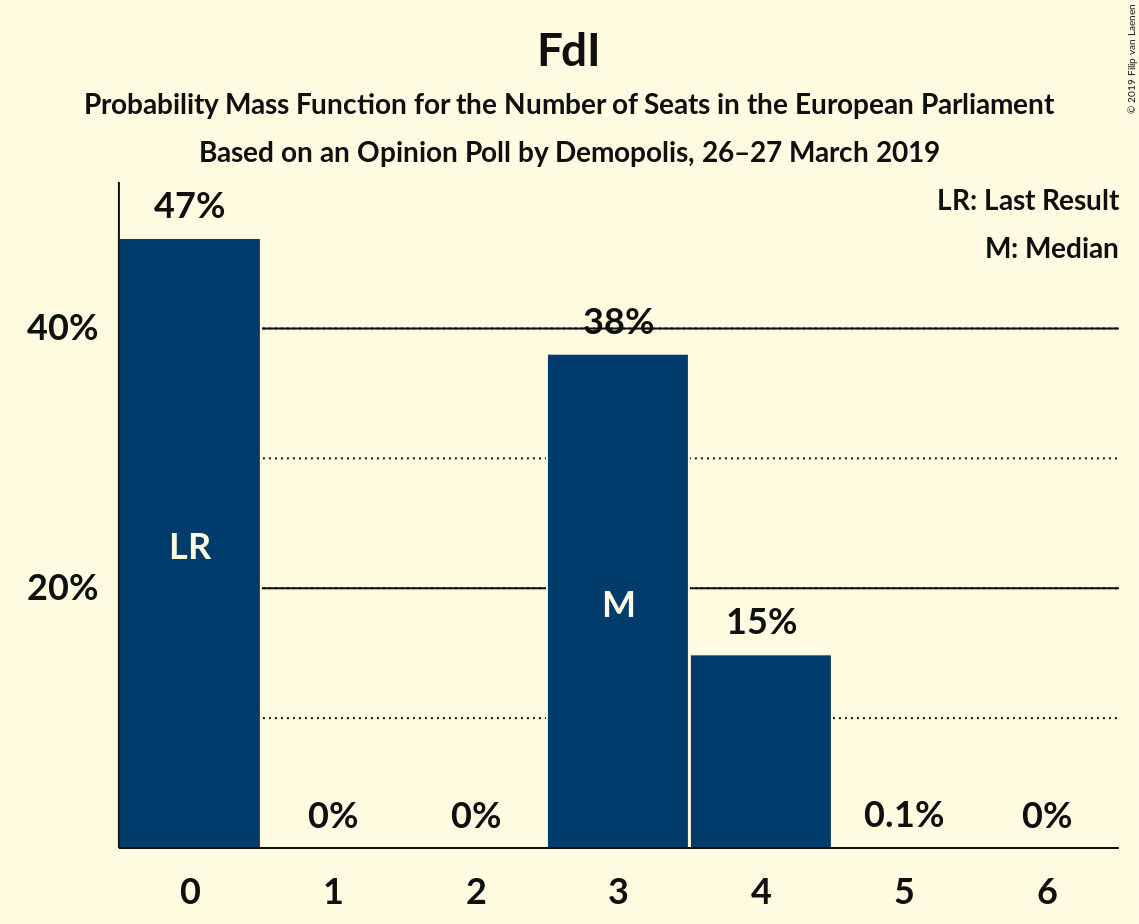 FdI
Probability Mass Function for the Number of Seats in the European Parliament
Based on an Opinion Poll by Demopolis, 26–27 March 2019
© 2019 Filip van Laenen
LR: Last Result
M: Median
47%
38%
40%
LR
M
20%
15%
0%
0%
0.1%
0%
0
1
2
3
4
5
6